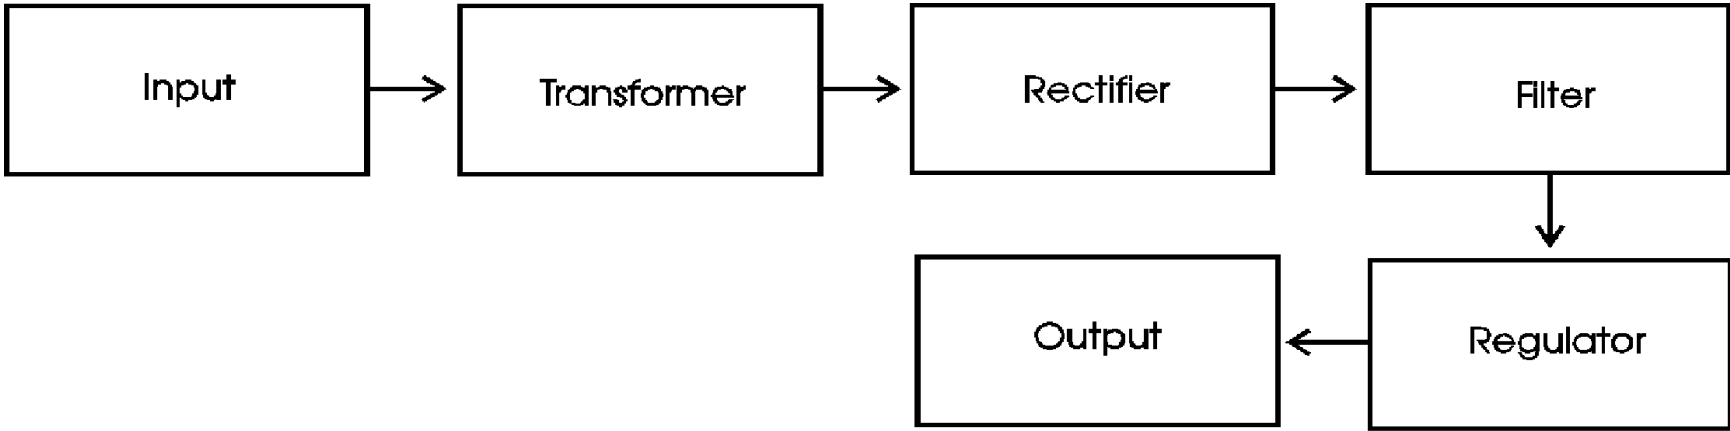 Input
Transformer
Rectifier
Filter
Regulator
Output